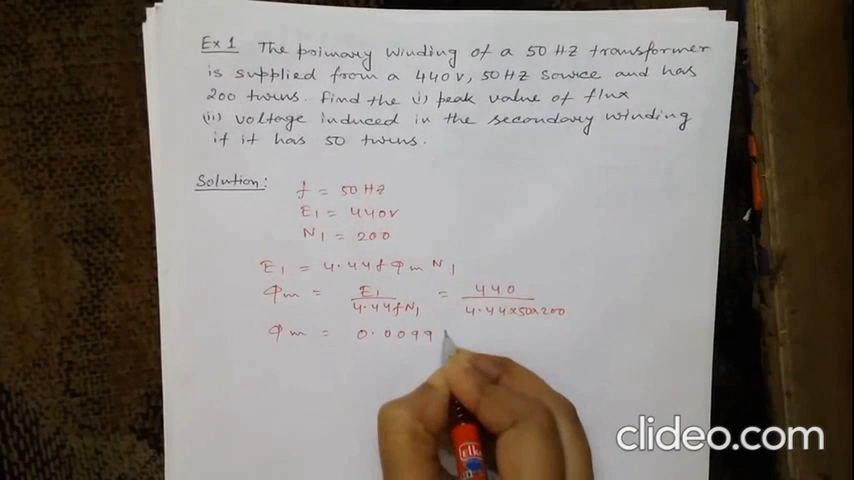 Ex 1 The primary winding of a 50 HZ transformer
is supplied from a 440V, 50HZ source and has
200 turns. Find the (i) peak value of flux
(ii) voltage induced in the secondary winding
if it has 50 turns.
Solution:
f = 50 HZ
E1 = 440V
N1 = 200
E1 = 4.44f φm N1
φm = E1 / 4.44fN1 = 440 / 4.44x50x200
φm = 0.0099
Elke
clideo.com